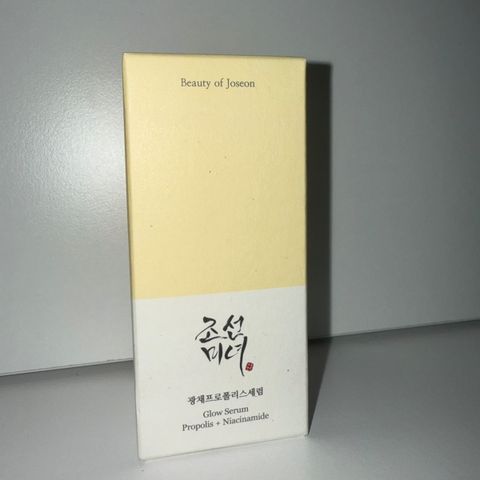 Beauty of Joseon
조선
미녀
광채프로폴리스세럼
Glow Serum
Propolis + Niacinamide